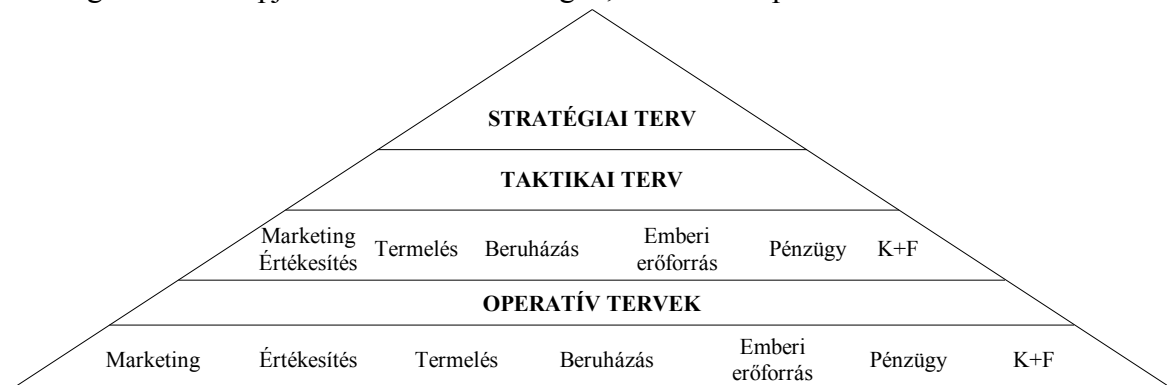 STRATÉGIAI TERV
TAKTIKAI TERV
Marketing Értékesítés Termelés Beruházás Emberi erőforrás Pénzügy K+F
OPERATÍV TERVEK
Marketing Értékesítés Termelés Beruházás Emberi erőforrás Pénzügy K+F